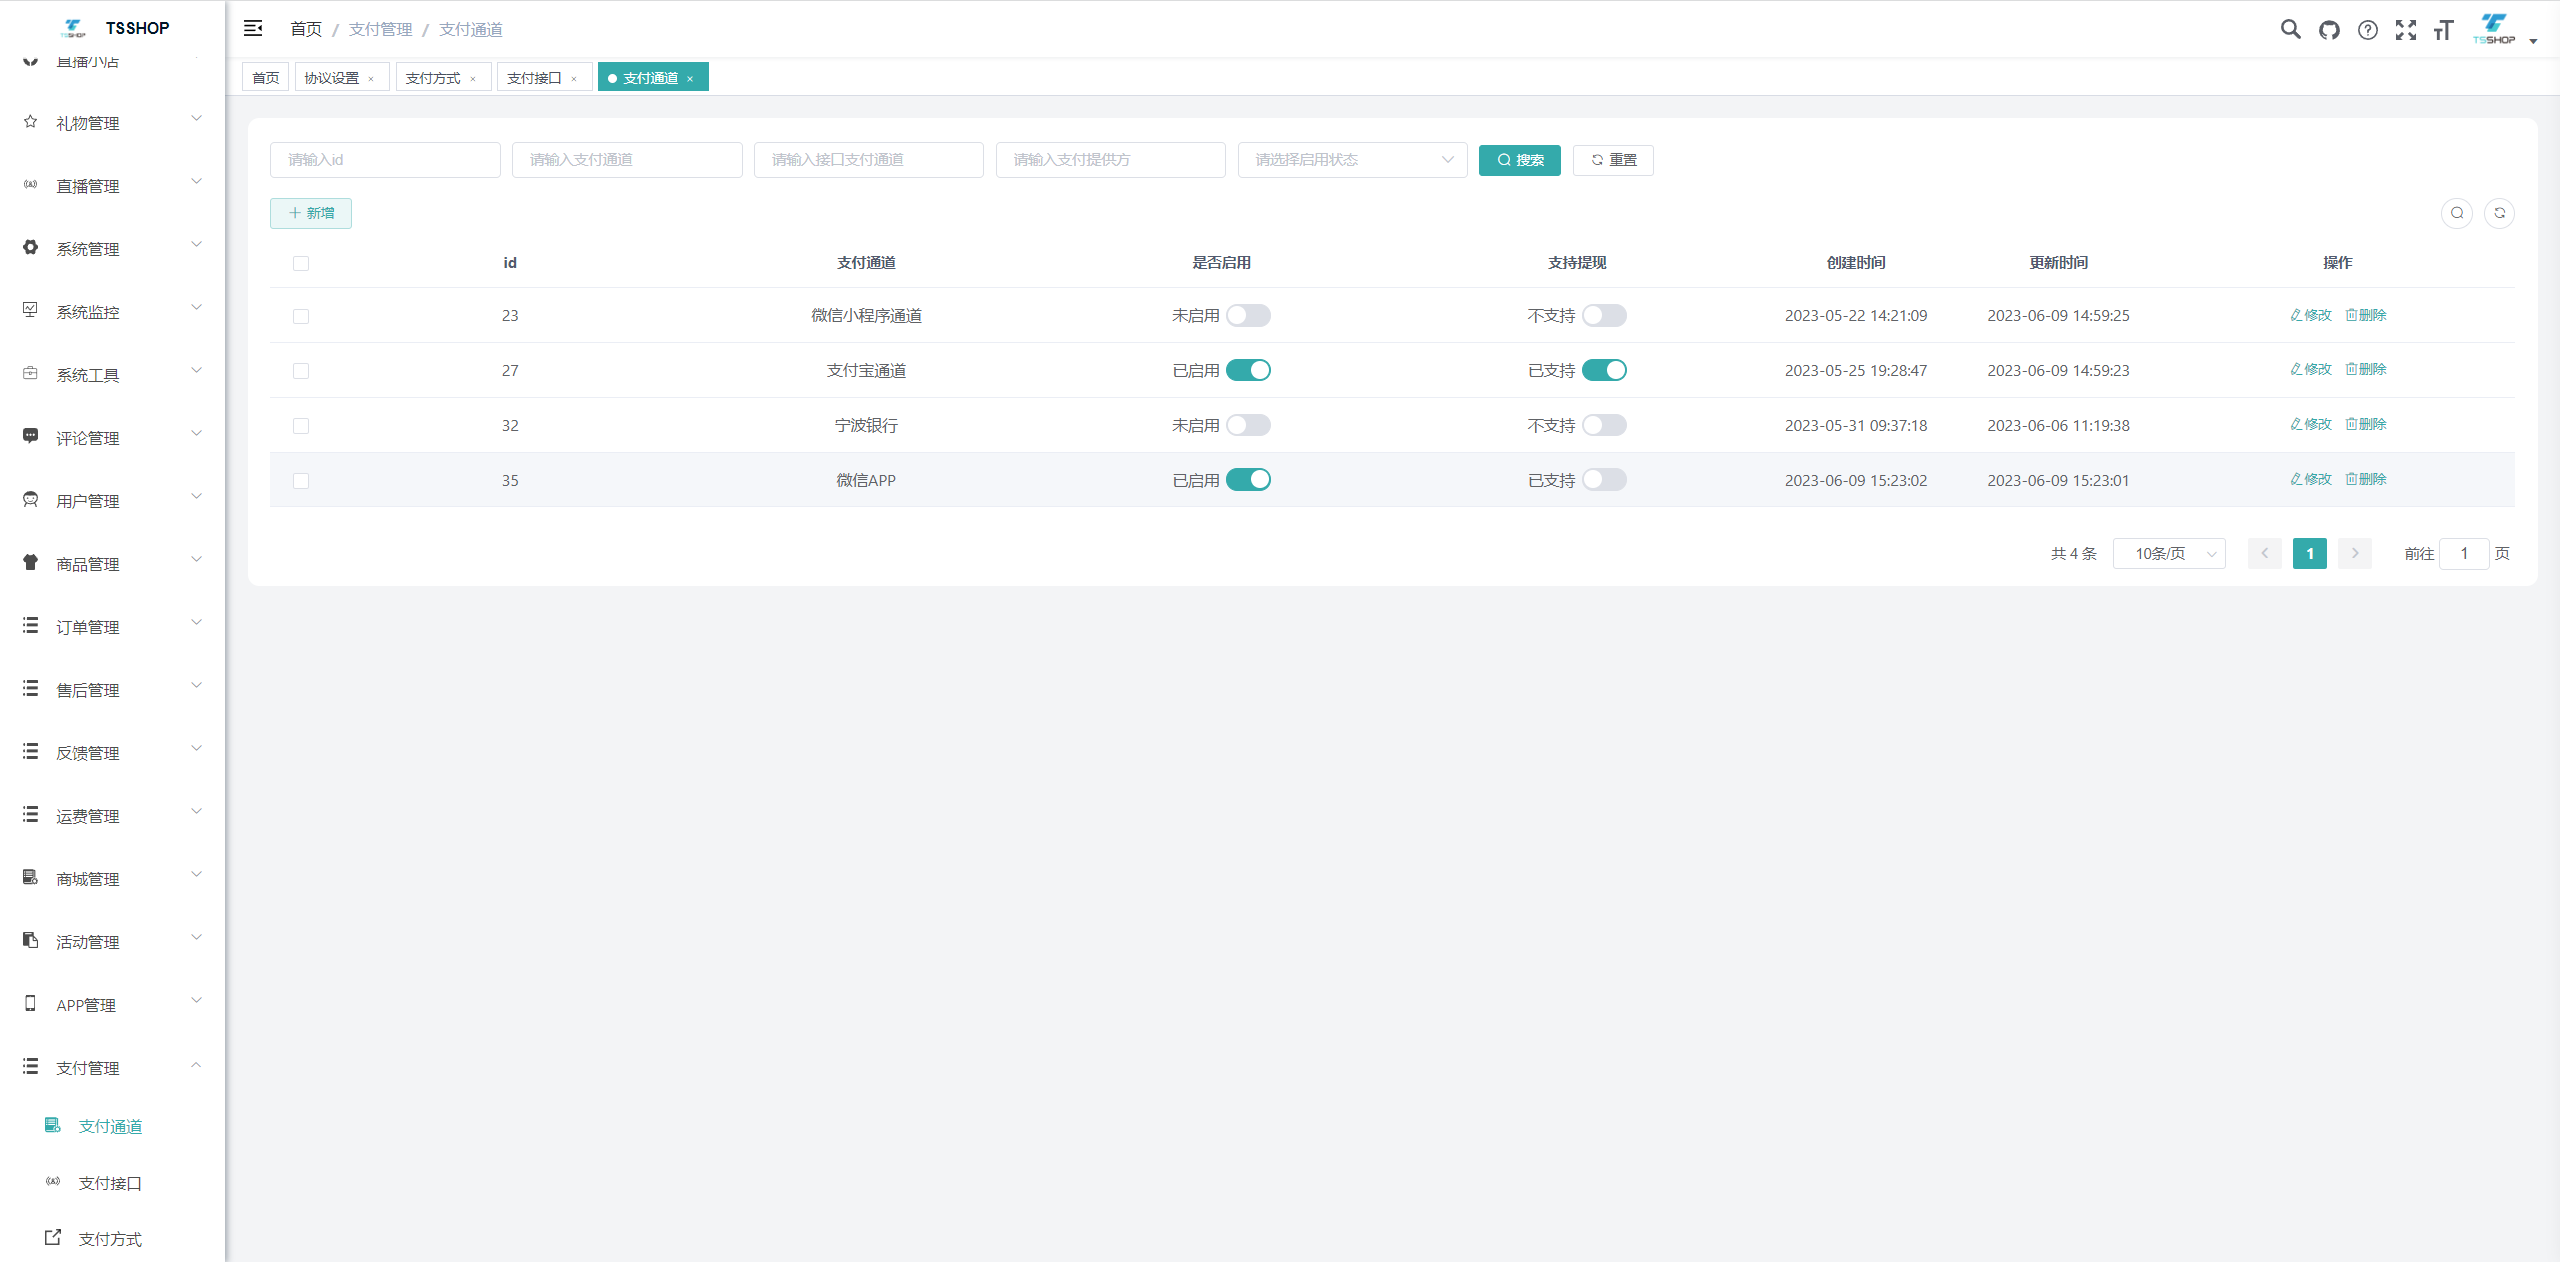 TSSHOP
首页 / 支付管理 / 支付通道
TSSHOP
首页 协议设置 × 支付方式 × 支付接口 × 支付通道 ×
直播小店
礼物管理
直播管理
系统管理
系统监控
系统工具
评论管理
用户管理
商品管理
订单管理
售后管理
反馈管理
运费管理
商城管理
活动管理
APP管理
支付管理
支付通道
支付接口
支付方式
请输入id 请输入支付通道 请输入接口支付通道 请输入支付提供方 请选择启用状态 搜索 重置
新增
id 支付通道 是否启用 支持提现 创建时间 更新时间 操作
23 微信小程序通道 未启用 不支持 2023-05-22 14:21:09 2023-06-09 14:59:25 修改 删除
27 支付宝通道 已启用 已支持 2023-05-25 19:28:47 2023-06-09 14:59:23 修改 删除
32 宁波银行 未启用 不支持 2023-05-31 09:37:18 2023-06-06 11:19:38 修改 删除
35 微信APP 已启用 已支持 2023-06-09 15:23:02 2023-06-09 15:23:01 修改 删除
共 4 条 10条/页 1 前往 1 页